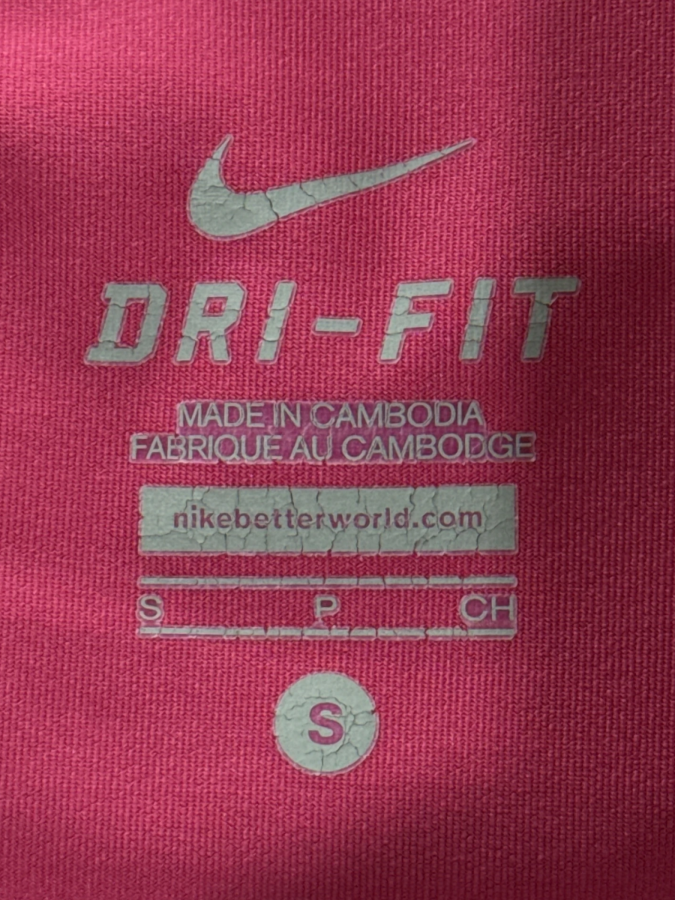 DRI-FIT
MADE IN CAMBODIA
FABRIQUE AU CAMBODGE
nikebetterworld.com
S P CH
S